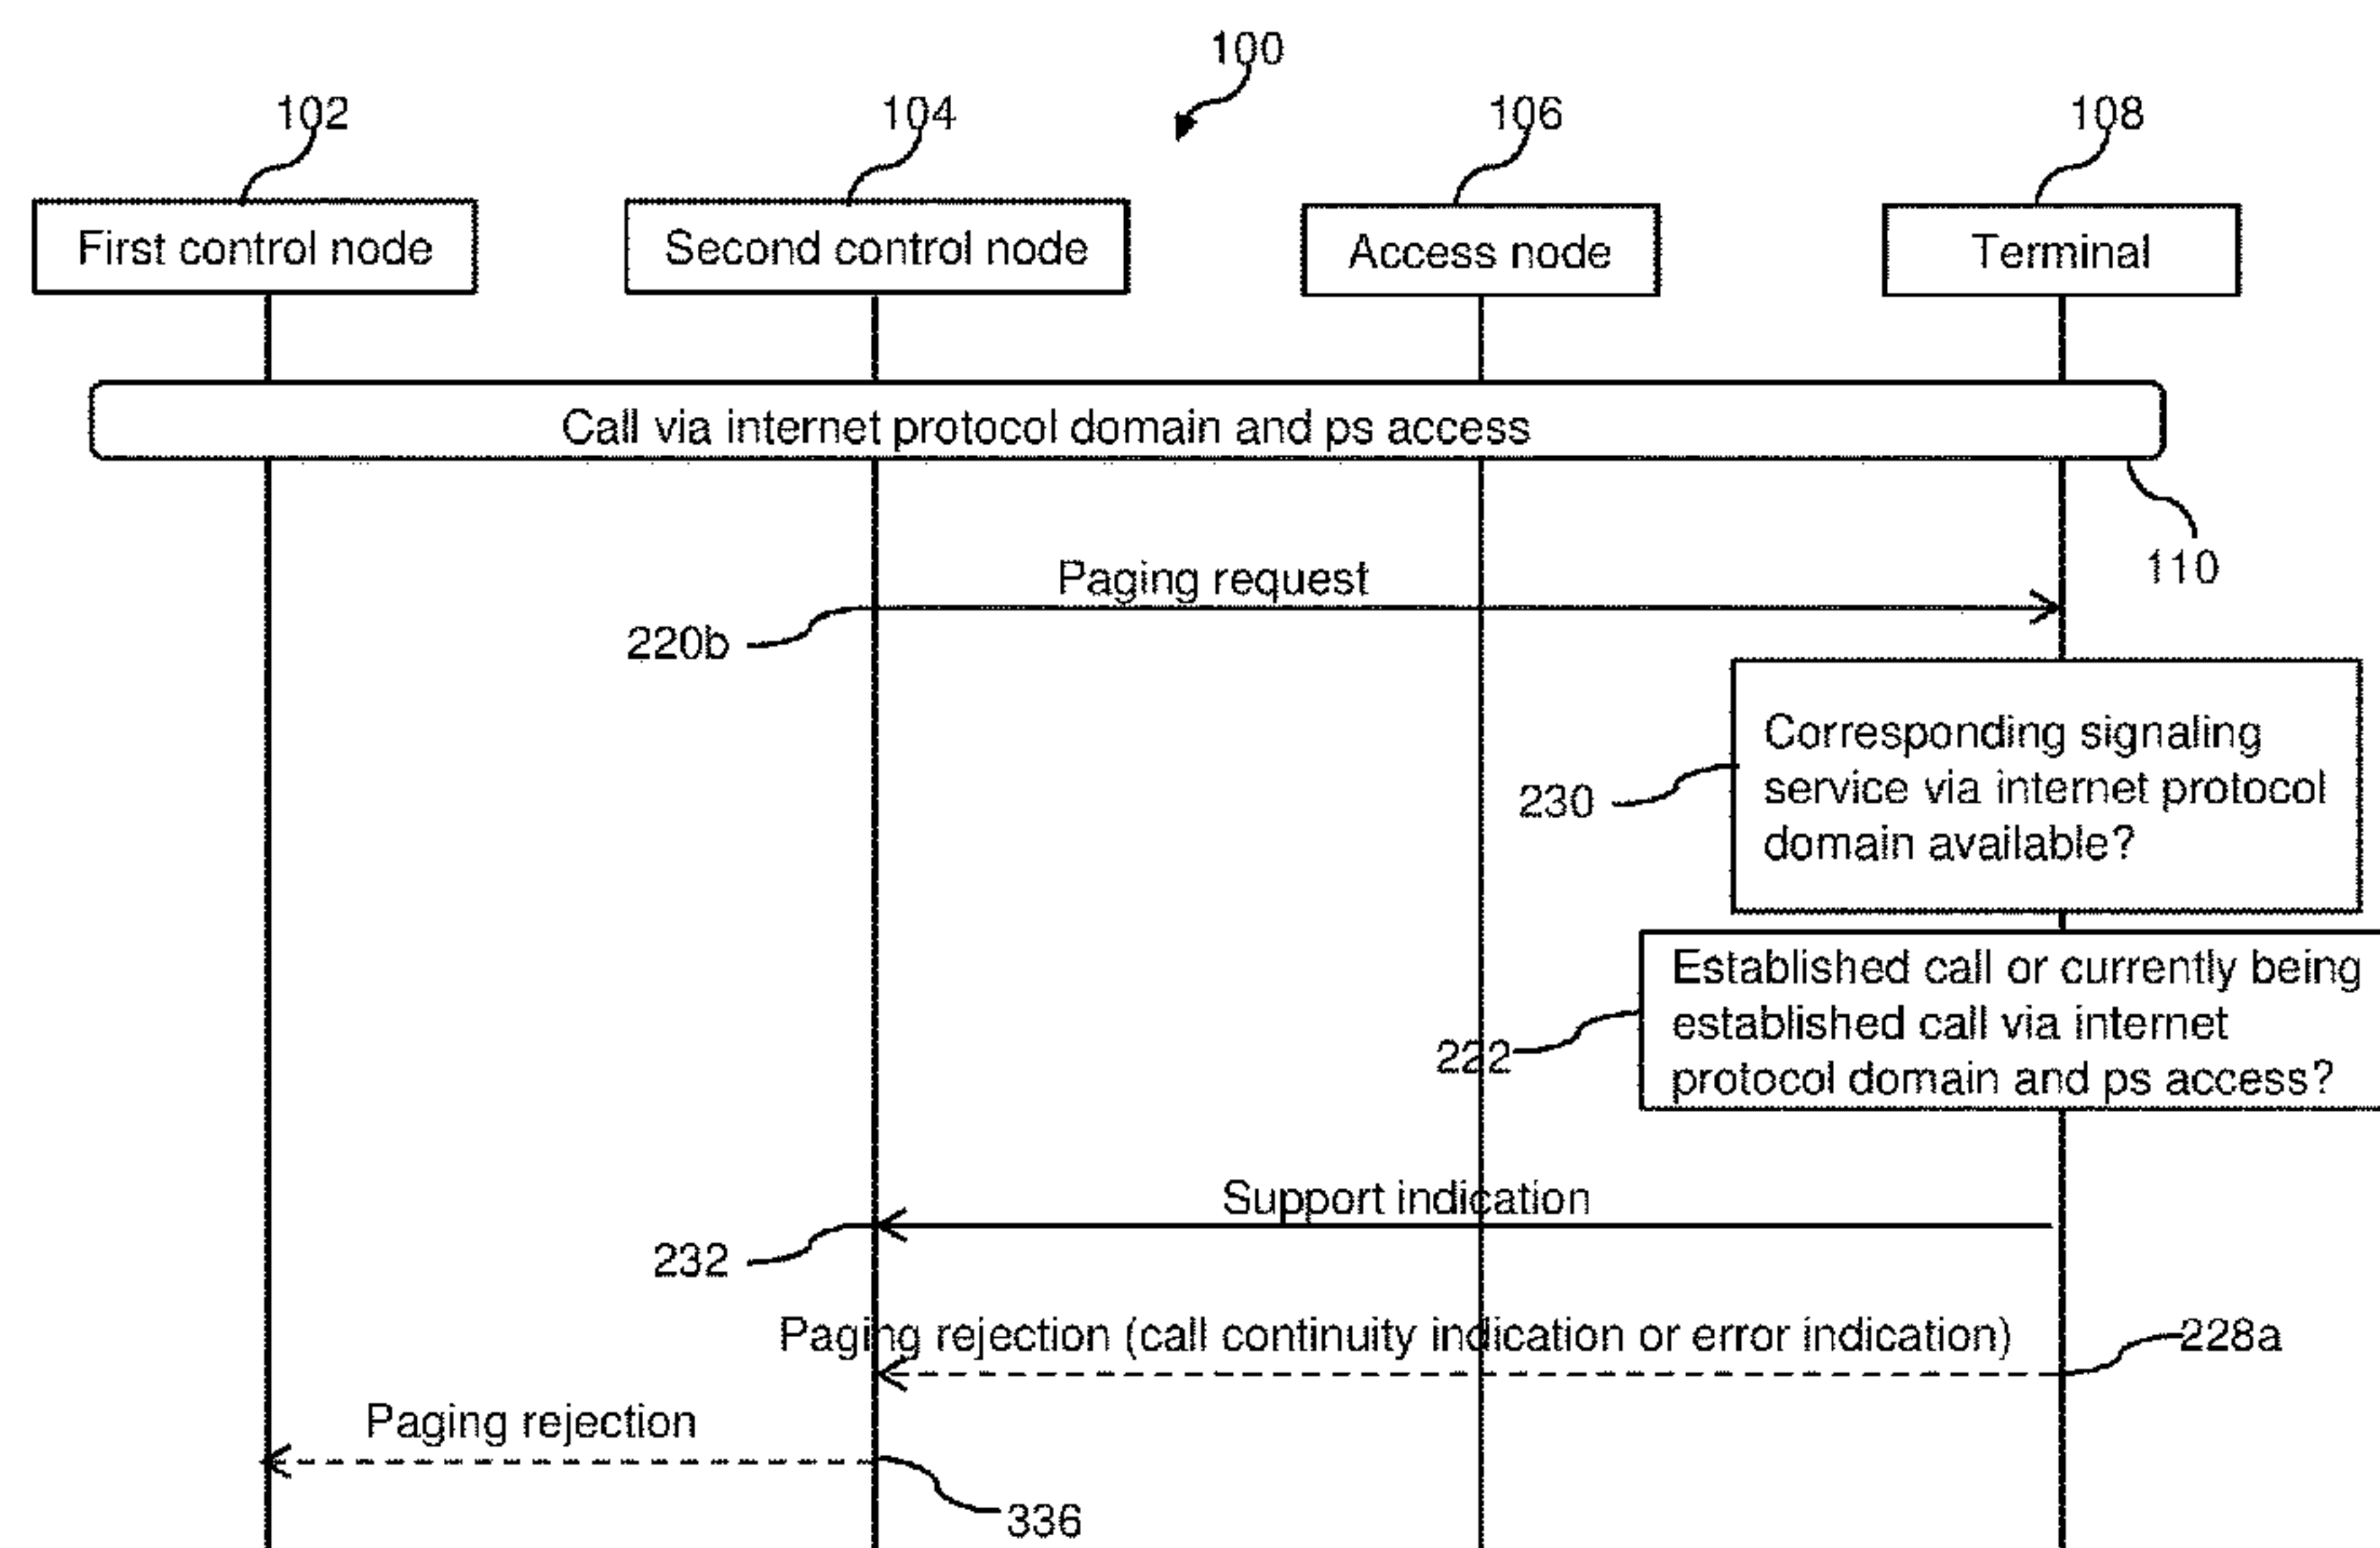 100
102
104
106
108
First control node
Second control node
Access node
Terminal
Call via internet protocol domain and ps access
110
Paging request
220b
Corresponding signaling
service via internet protocol
domain available?
230
Established call or currently being
established call via internet
protocol domain and ps access?
222
Support indication
232
Paging rejection (call continuity indication or error indication)
228a
Paging rejection
336